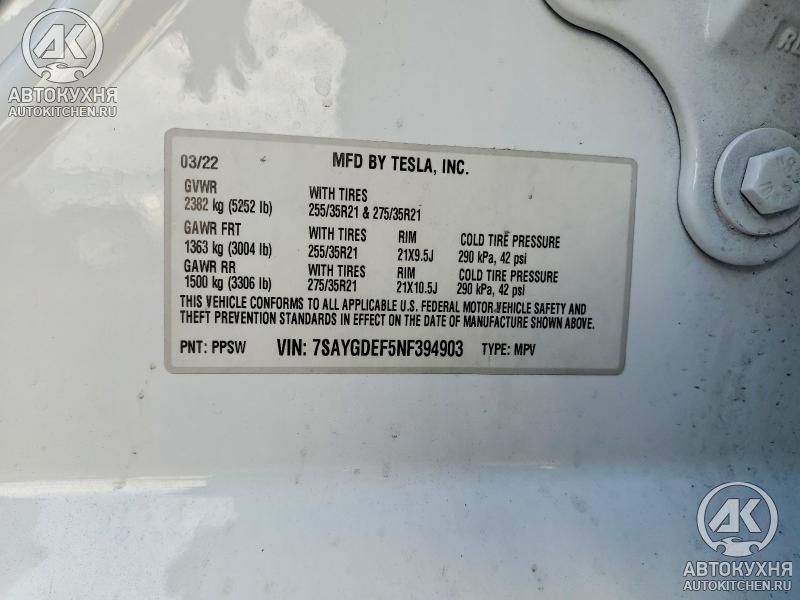 AK
АВТОКУХНЯ
AUTOKITCHEN.RU
03/22 MFD BY TESLA, INC.
GVWR WITH TIRES
2382 kg (5252 lb) 255/35R21 & 275/35R21
GAWR FRT WITH TIRES RIM COLD TIRE PRESSURE
1363 kg (3004 lb) 255/35R21 21X9.5J 290 kPa, 42 psi
GAWR RR WITH TIRES RIM COLD TIRE PRESSURE
1500 kg (3306 lb) 275/35R21 21X10.5J 290 kPa, 42 psi
THIS VEHICLE CONFORMS TO ALL APPLICABLE U.S. FEDERAL MOTOR VEHICLE SAFETY AND
THEFT PREVENTION STANDARDS IN EFFECT ON THE DATE OF MANUFACTURE SHOWN ABOVE.
PNT: PPSW VIN: 7SAYGDEF5NF394903 TYPE: MPV
AK
АВТОКУХНЯ
AUTOKITCHEN.RU